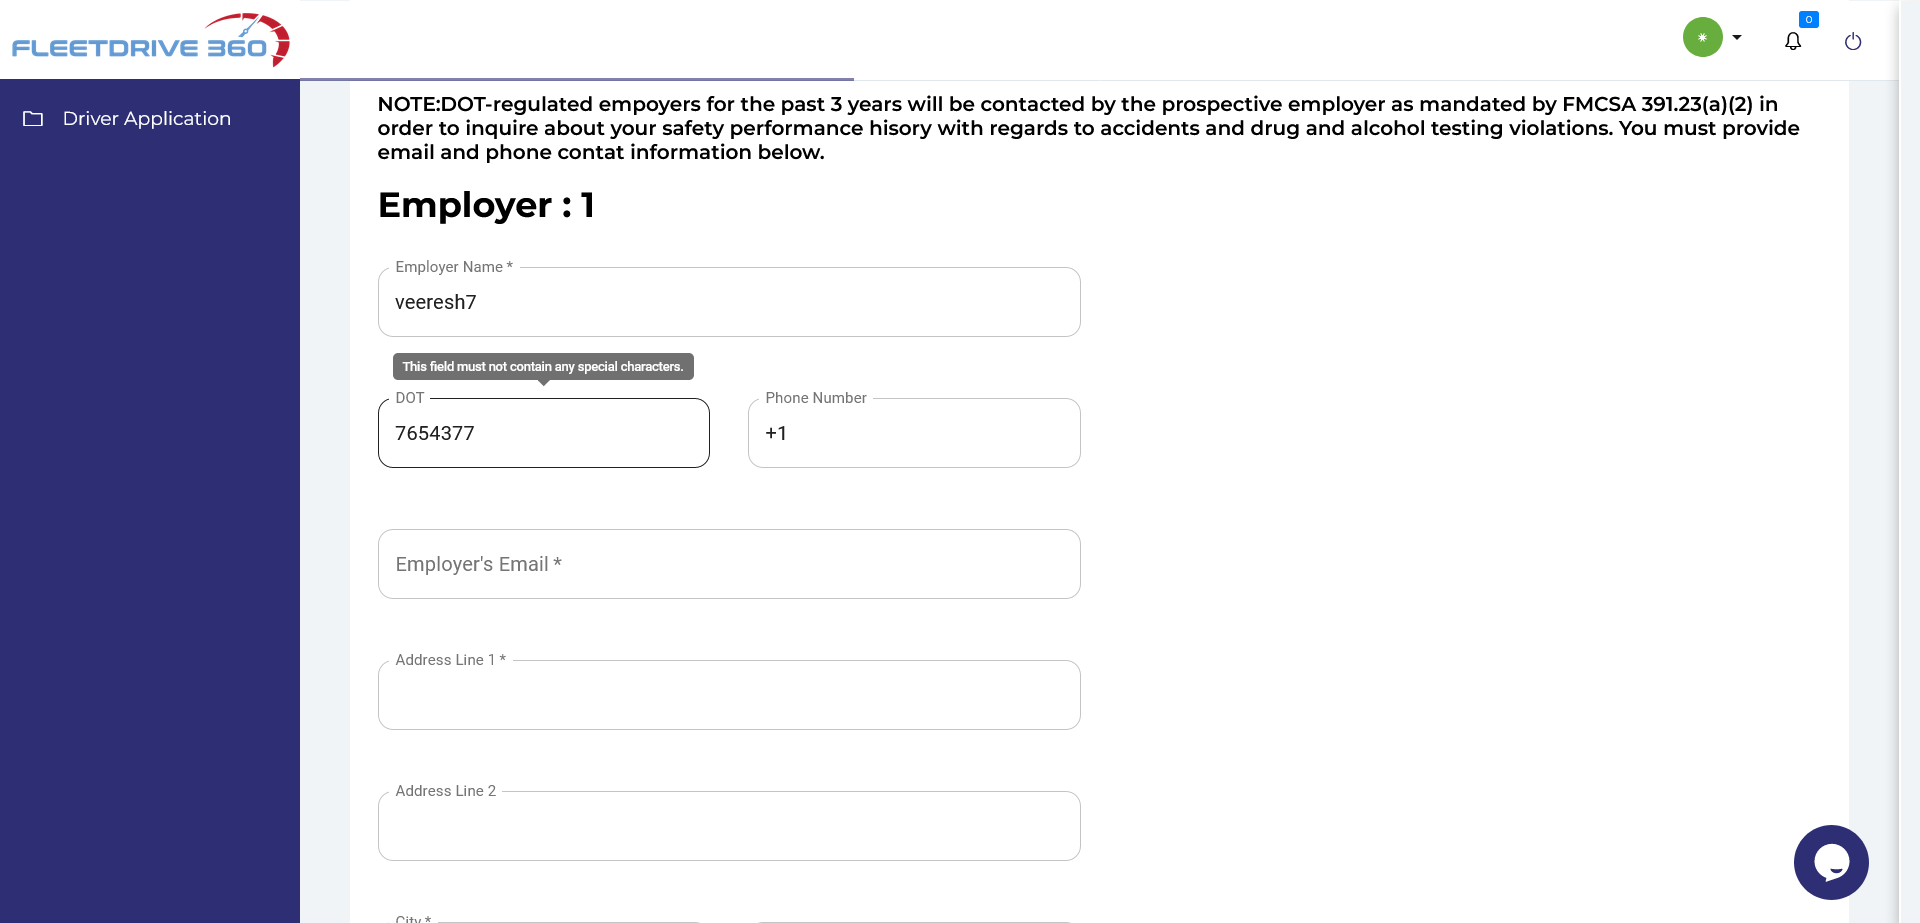 FLEETDRIVE 360
0
Driver Application
NOTE:DOT-regulated empoyers for the past 3 years will be contacted by the prospective employer as mandated by FMCSA 391.23(a)(2) in
order to inquire about your safety performance hisory with regards to accidents and drug and alcohol testing violations. You must provide
email and phone contat information below.
Employer : 1
Employer Name *
veeresh7
This field must not contain any special characters.
DOT
7654377
Phone Number
+1
Employer's Email *
Address Line 1 *
Address Line 2
City *